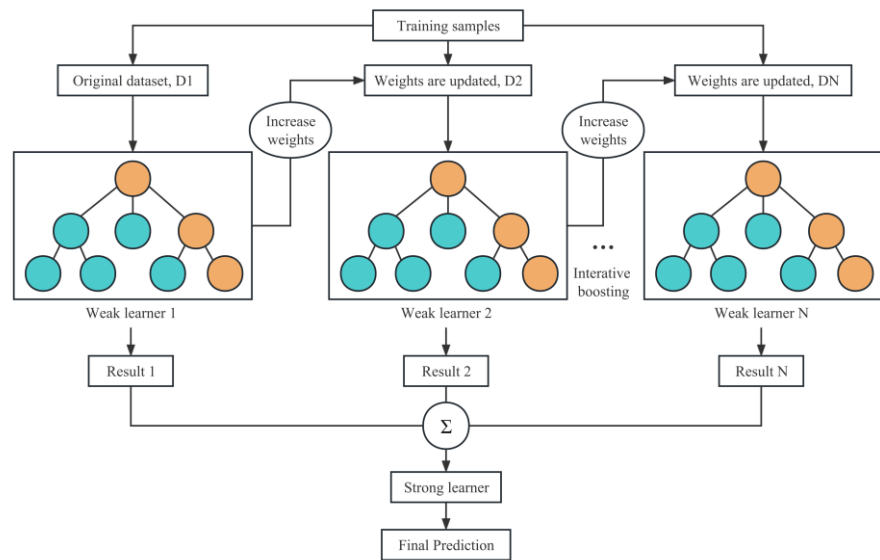 Training samples
Original dataset, D1
Weights are updated, D2
Weights are updated, DN
Increase
weights
Increase
weights
...
Interative
boosting
Weak learner 1
Weak learner 2
Weak learner N
Result 1
Result 2
Result N
Σ
Strong learner
Final Prediction